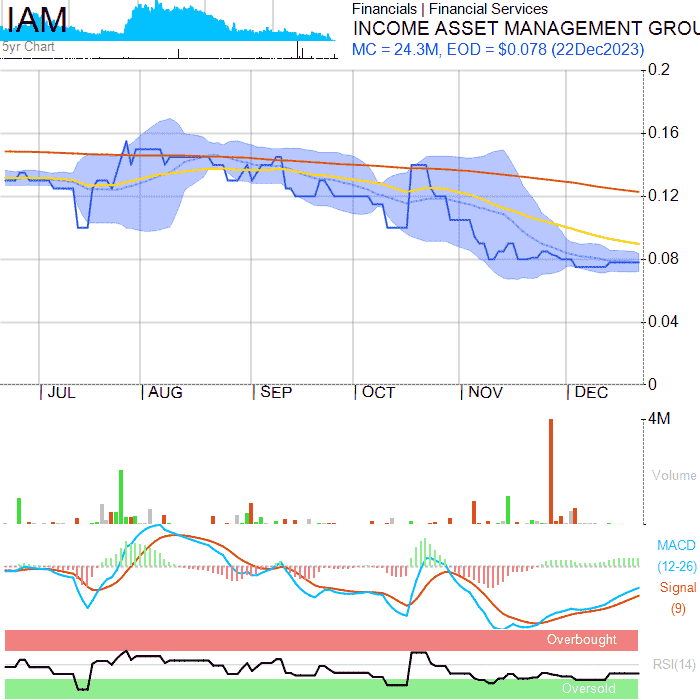 IAM
5yr Chart
Financials | Financial Services
INCOME ASSET MANAGEMENT GROU
MC = 24.3M, EOD = $0.078 (22Dec2023)
0.2
0.16
0.12
0.08
0.04
0
JUL AUG SEP OCT NOV DEC
4M
Volume
MACD
(12-26)
Signal
(9)
Overbought
RSI(14)
Oversold